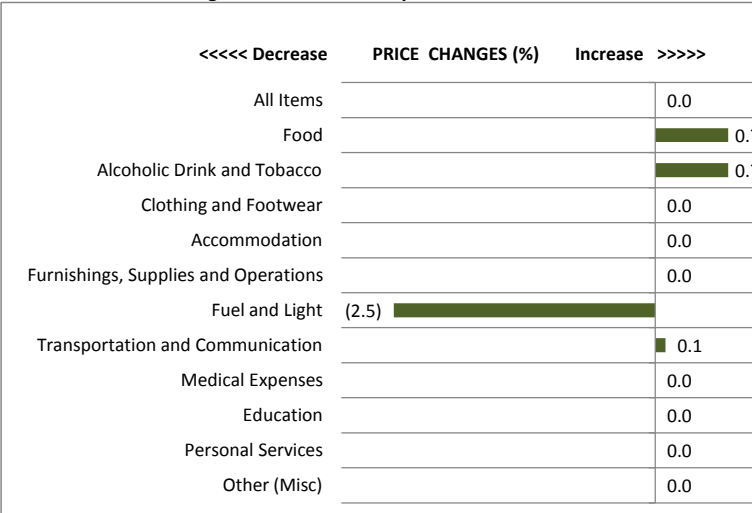 <<<<< Decrease PRICE CHANGES (%) Increase >>>>>
All Items 0.0
Food
Alcoholic Drink and Tobacco
Clothing and Footwear 0.0
Accommodation 0.0
Furnishings, Supplies and Operations 0.0
Fuel and Light (2.5)
Transportation and Communication 0.1
Medical Expenses 0.0
Education 0.0
Personal Services 0.0
Other (Misc) 0.0